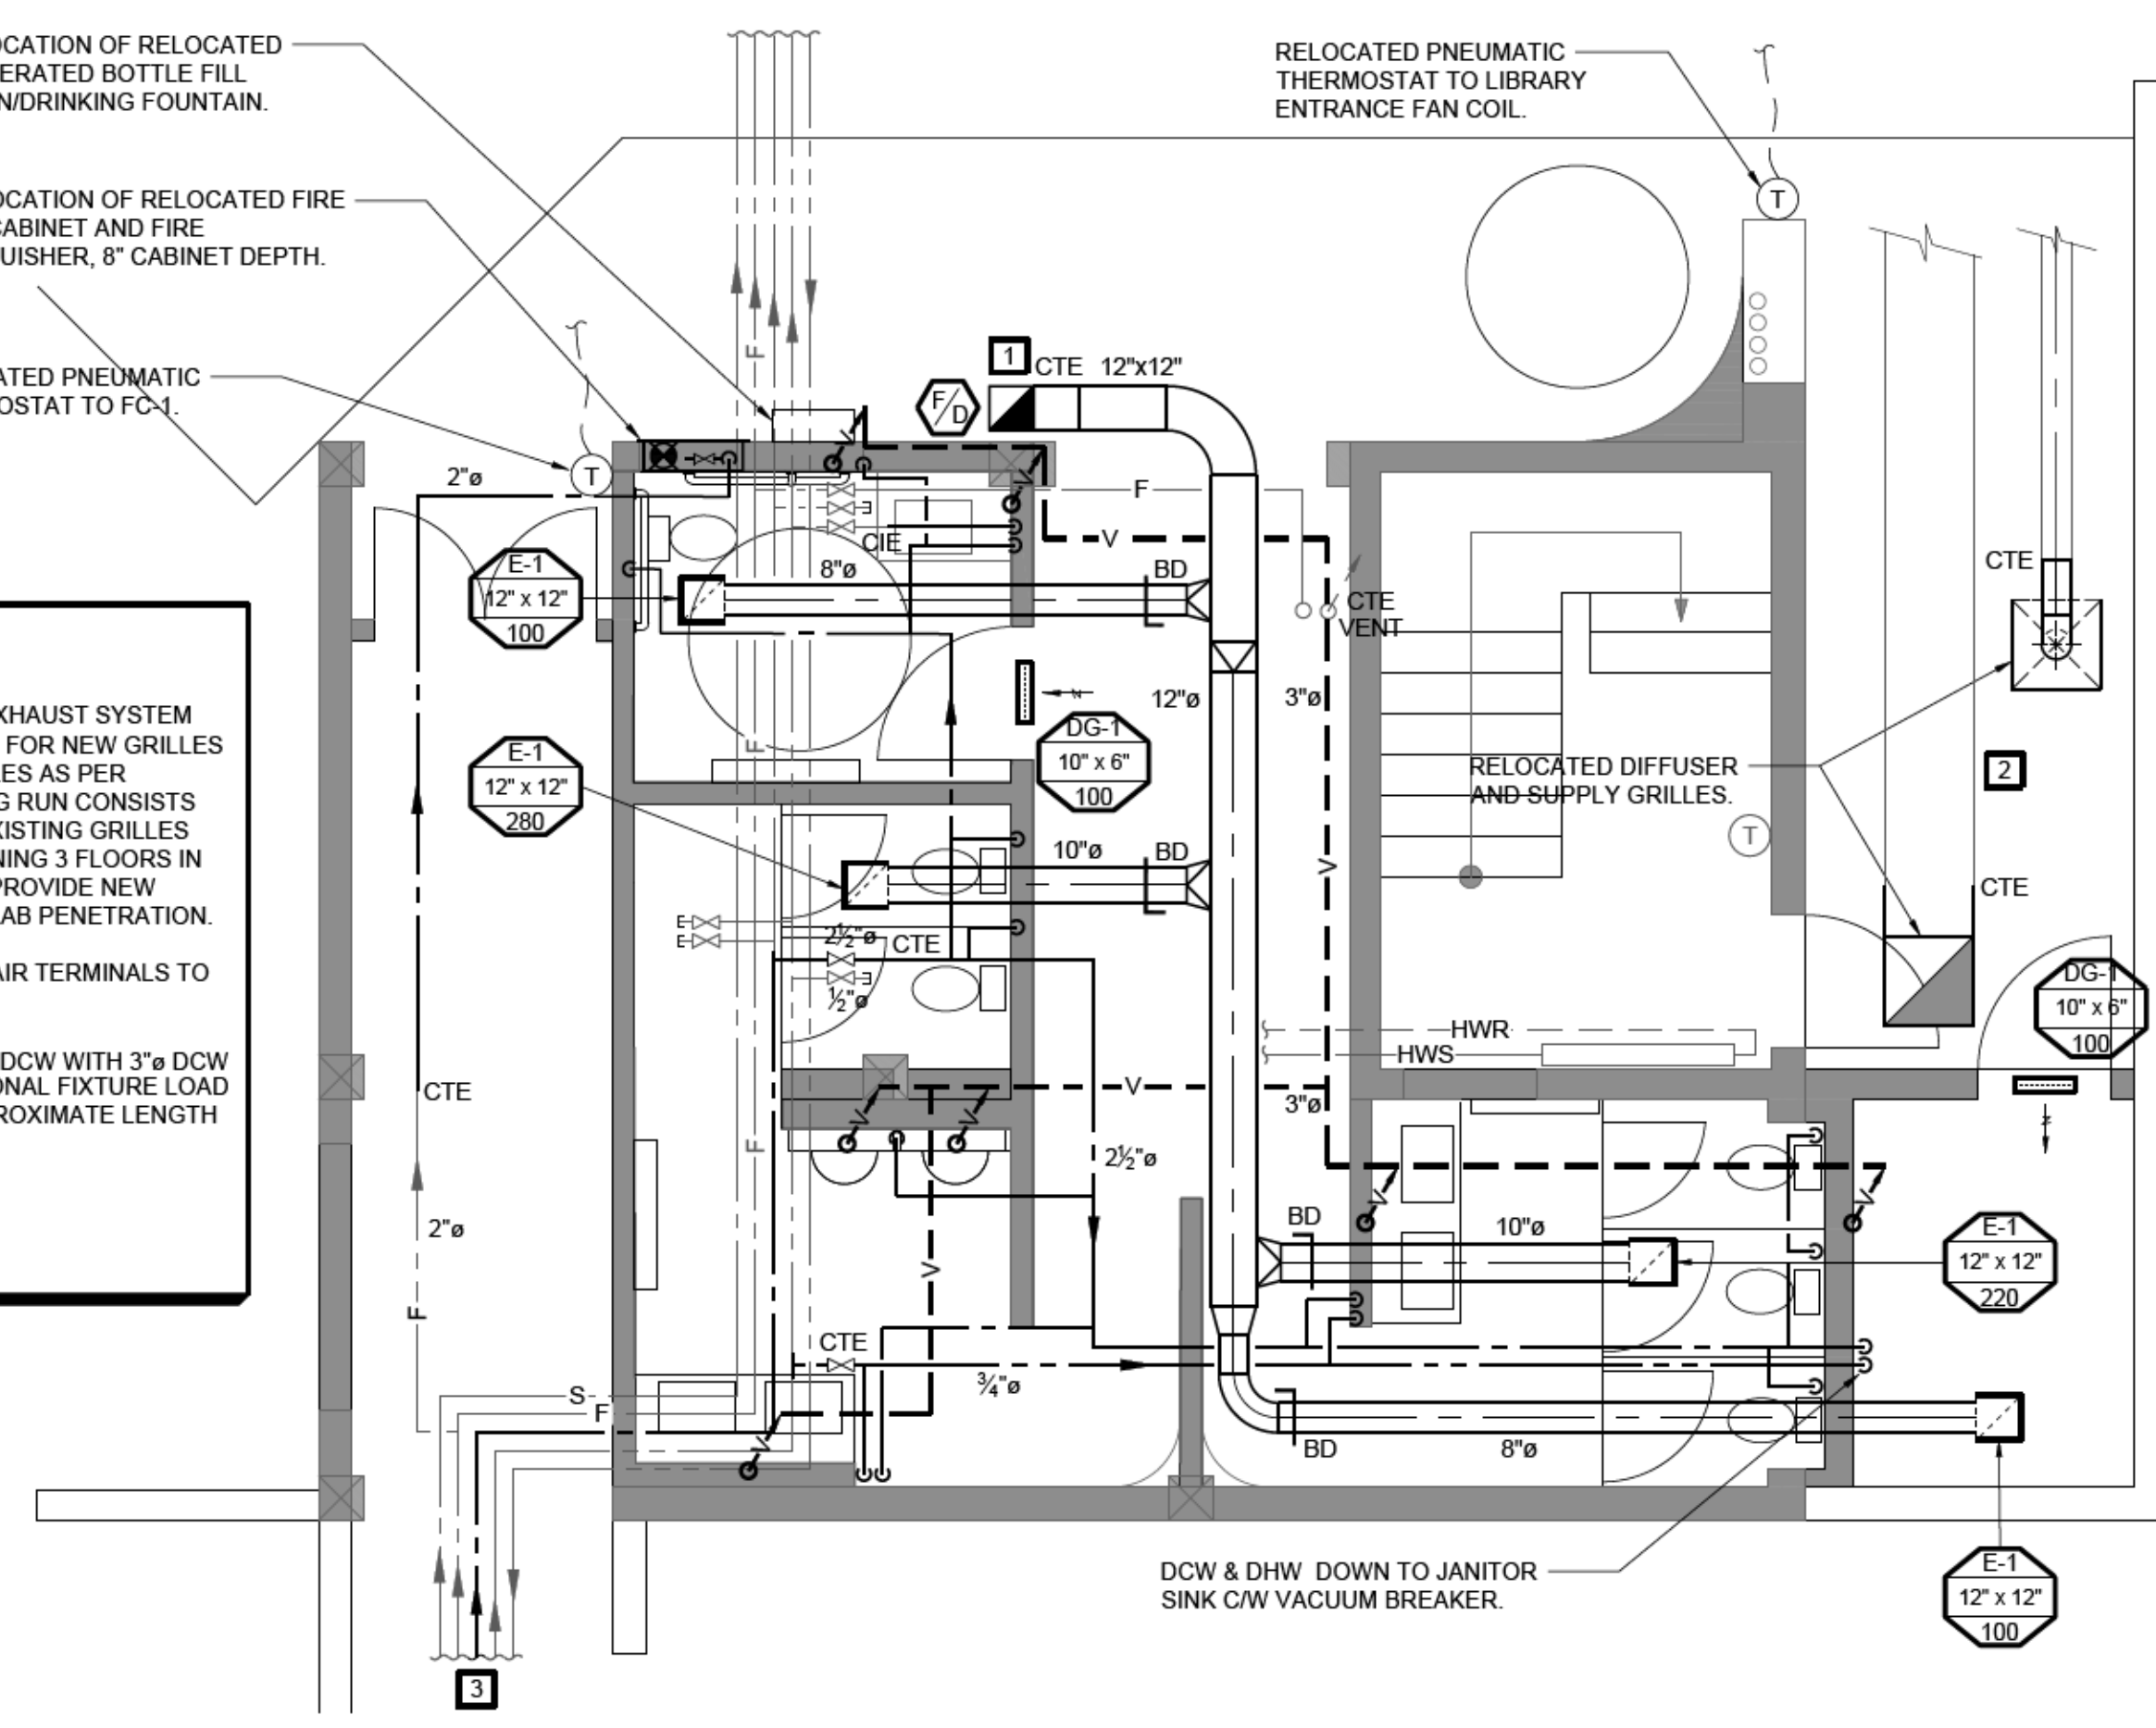 OCATION OF RELOCATED
ERATED BOTTLE FILL
N/DRINKING FOUNTAIN.
RELOCATED PNEUMATIC
THERMOSTAT TO LIBRARY
ENTRANCE FAN COIL.
T
OCATION OF RELOCATED FIRE
CABINET AND FIRE
UISHER, 8" CABINET DEPTH.
ATED PNEUMATIC
OSTAT TO FC-1.
F
1
CTE 12"x12"
F/D
V
2"ø
T
V
F
CIE
V
CTE
E-1
12" x 12"
100
8"ø
BD
CTE
VENT
12"ø
3"ø
DG-1
10" x 6"
100
F
E-1
12" x 12"
280
RELOCATED DIFFUSER
AND SUPPLY GRILLES.
2
T
XHAUST SYSTEM
FOR NEW GRILLES
ES AS PER
G RUN CONSISTS
XISTING GRILLES
NING 3 FLOORS IN
PROVIDE NEW
AB PENETRATION.
AIR TERMINALS TO
DCW WITH 3"ø DCW
ONAL FIXTURE LOAD
ROXIMATE LENGTH
10"ø
BD
V
CTE
2½"ø
CTE
½"ø
DG-1
10" x 6"
100
HWR
HWS
CTE
V
3"ø
V
V
F
2½"ø
2"ø
V
V
V
BD
10"ø
E-1
12" x 12"
220
F
CTE
¾"ø
S
F
V
BD
8"ø
DCW & DHW DOWN TO JANITOR
SINK C/W VACUUM BREAKER.
E-1
12" x 12"
100
3